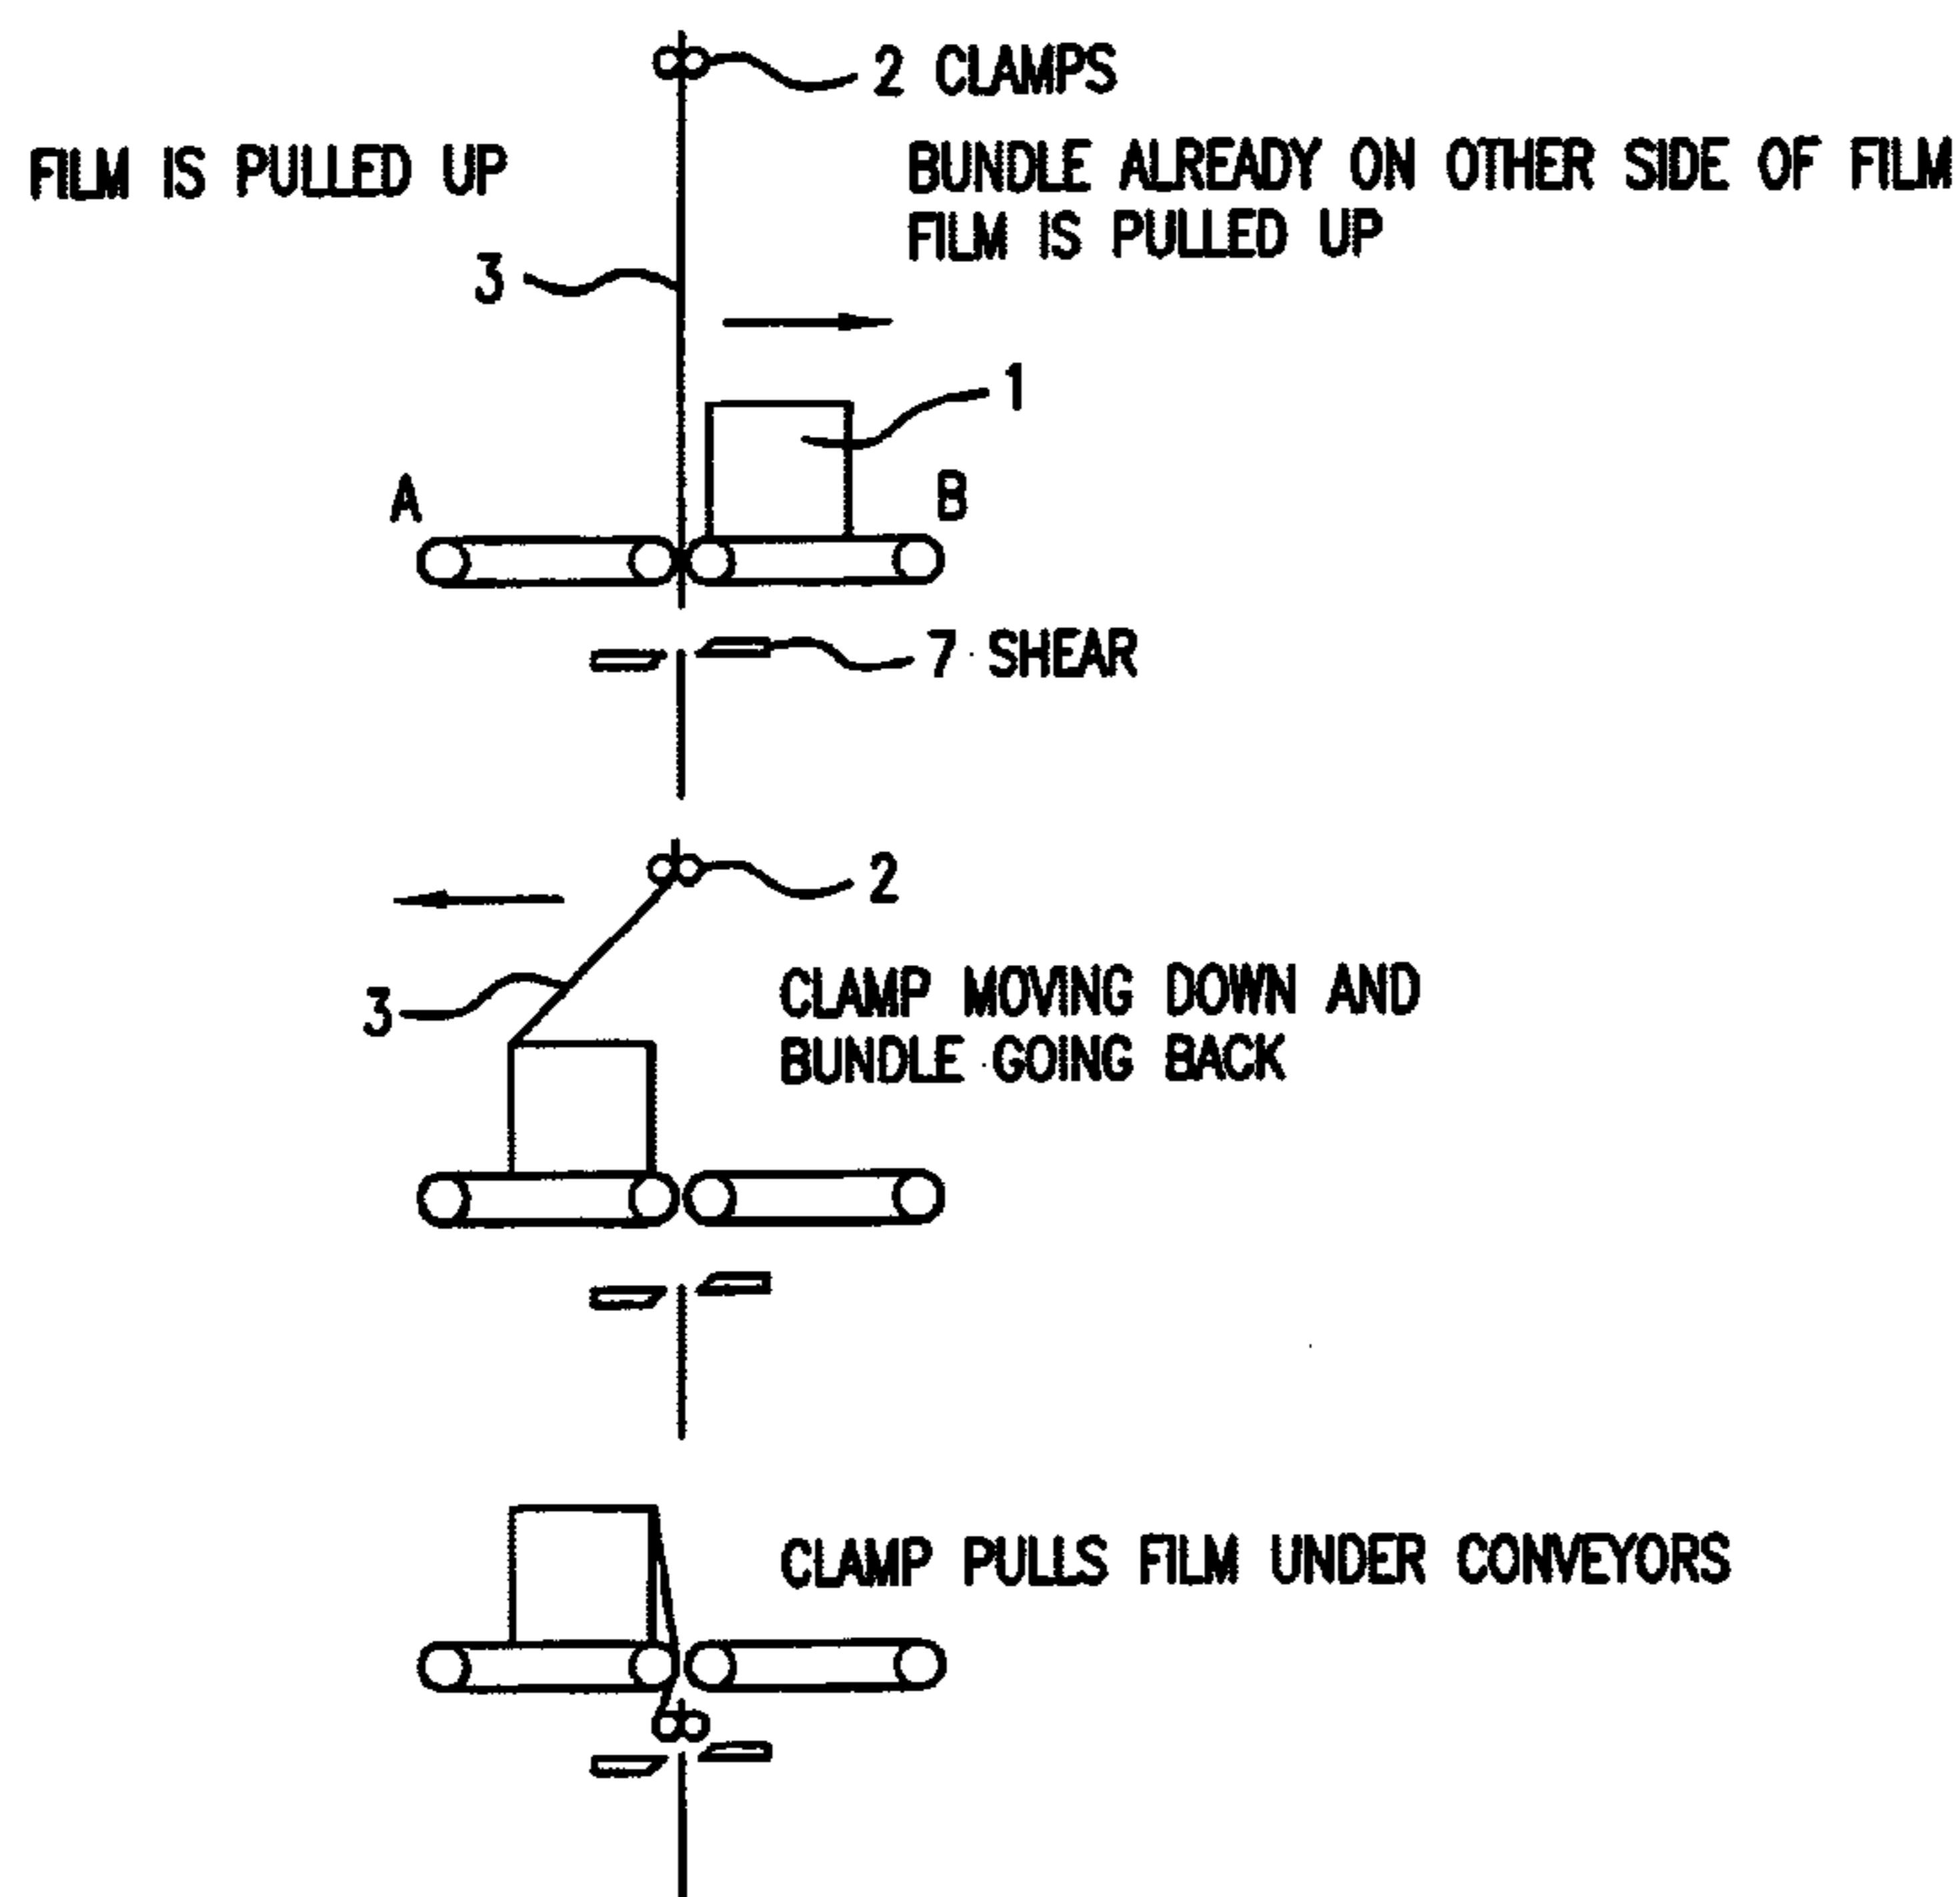 2 CLAMPS
FILM IS PULLED UP
BUNDLE ALREADY ON OTHER SIDE OF FILM
FILM IS PULLED UP
3
1
A
B
7 SHEAR
2
3
CLAMP MOVING DOWN AND
BUNDLE GOING BACK
CLAMP PULLS FILM UNDER CONVEYORS